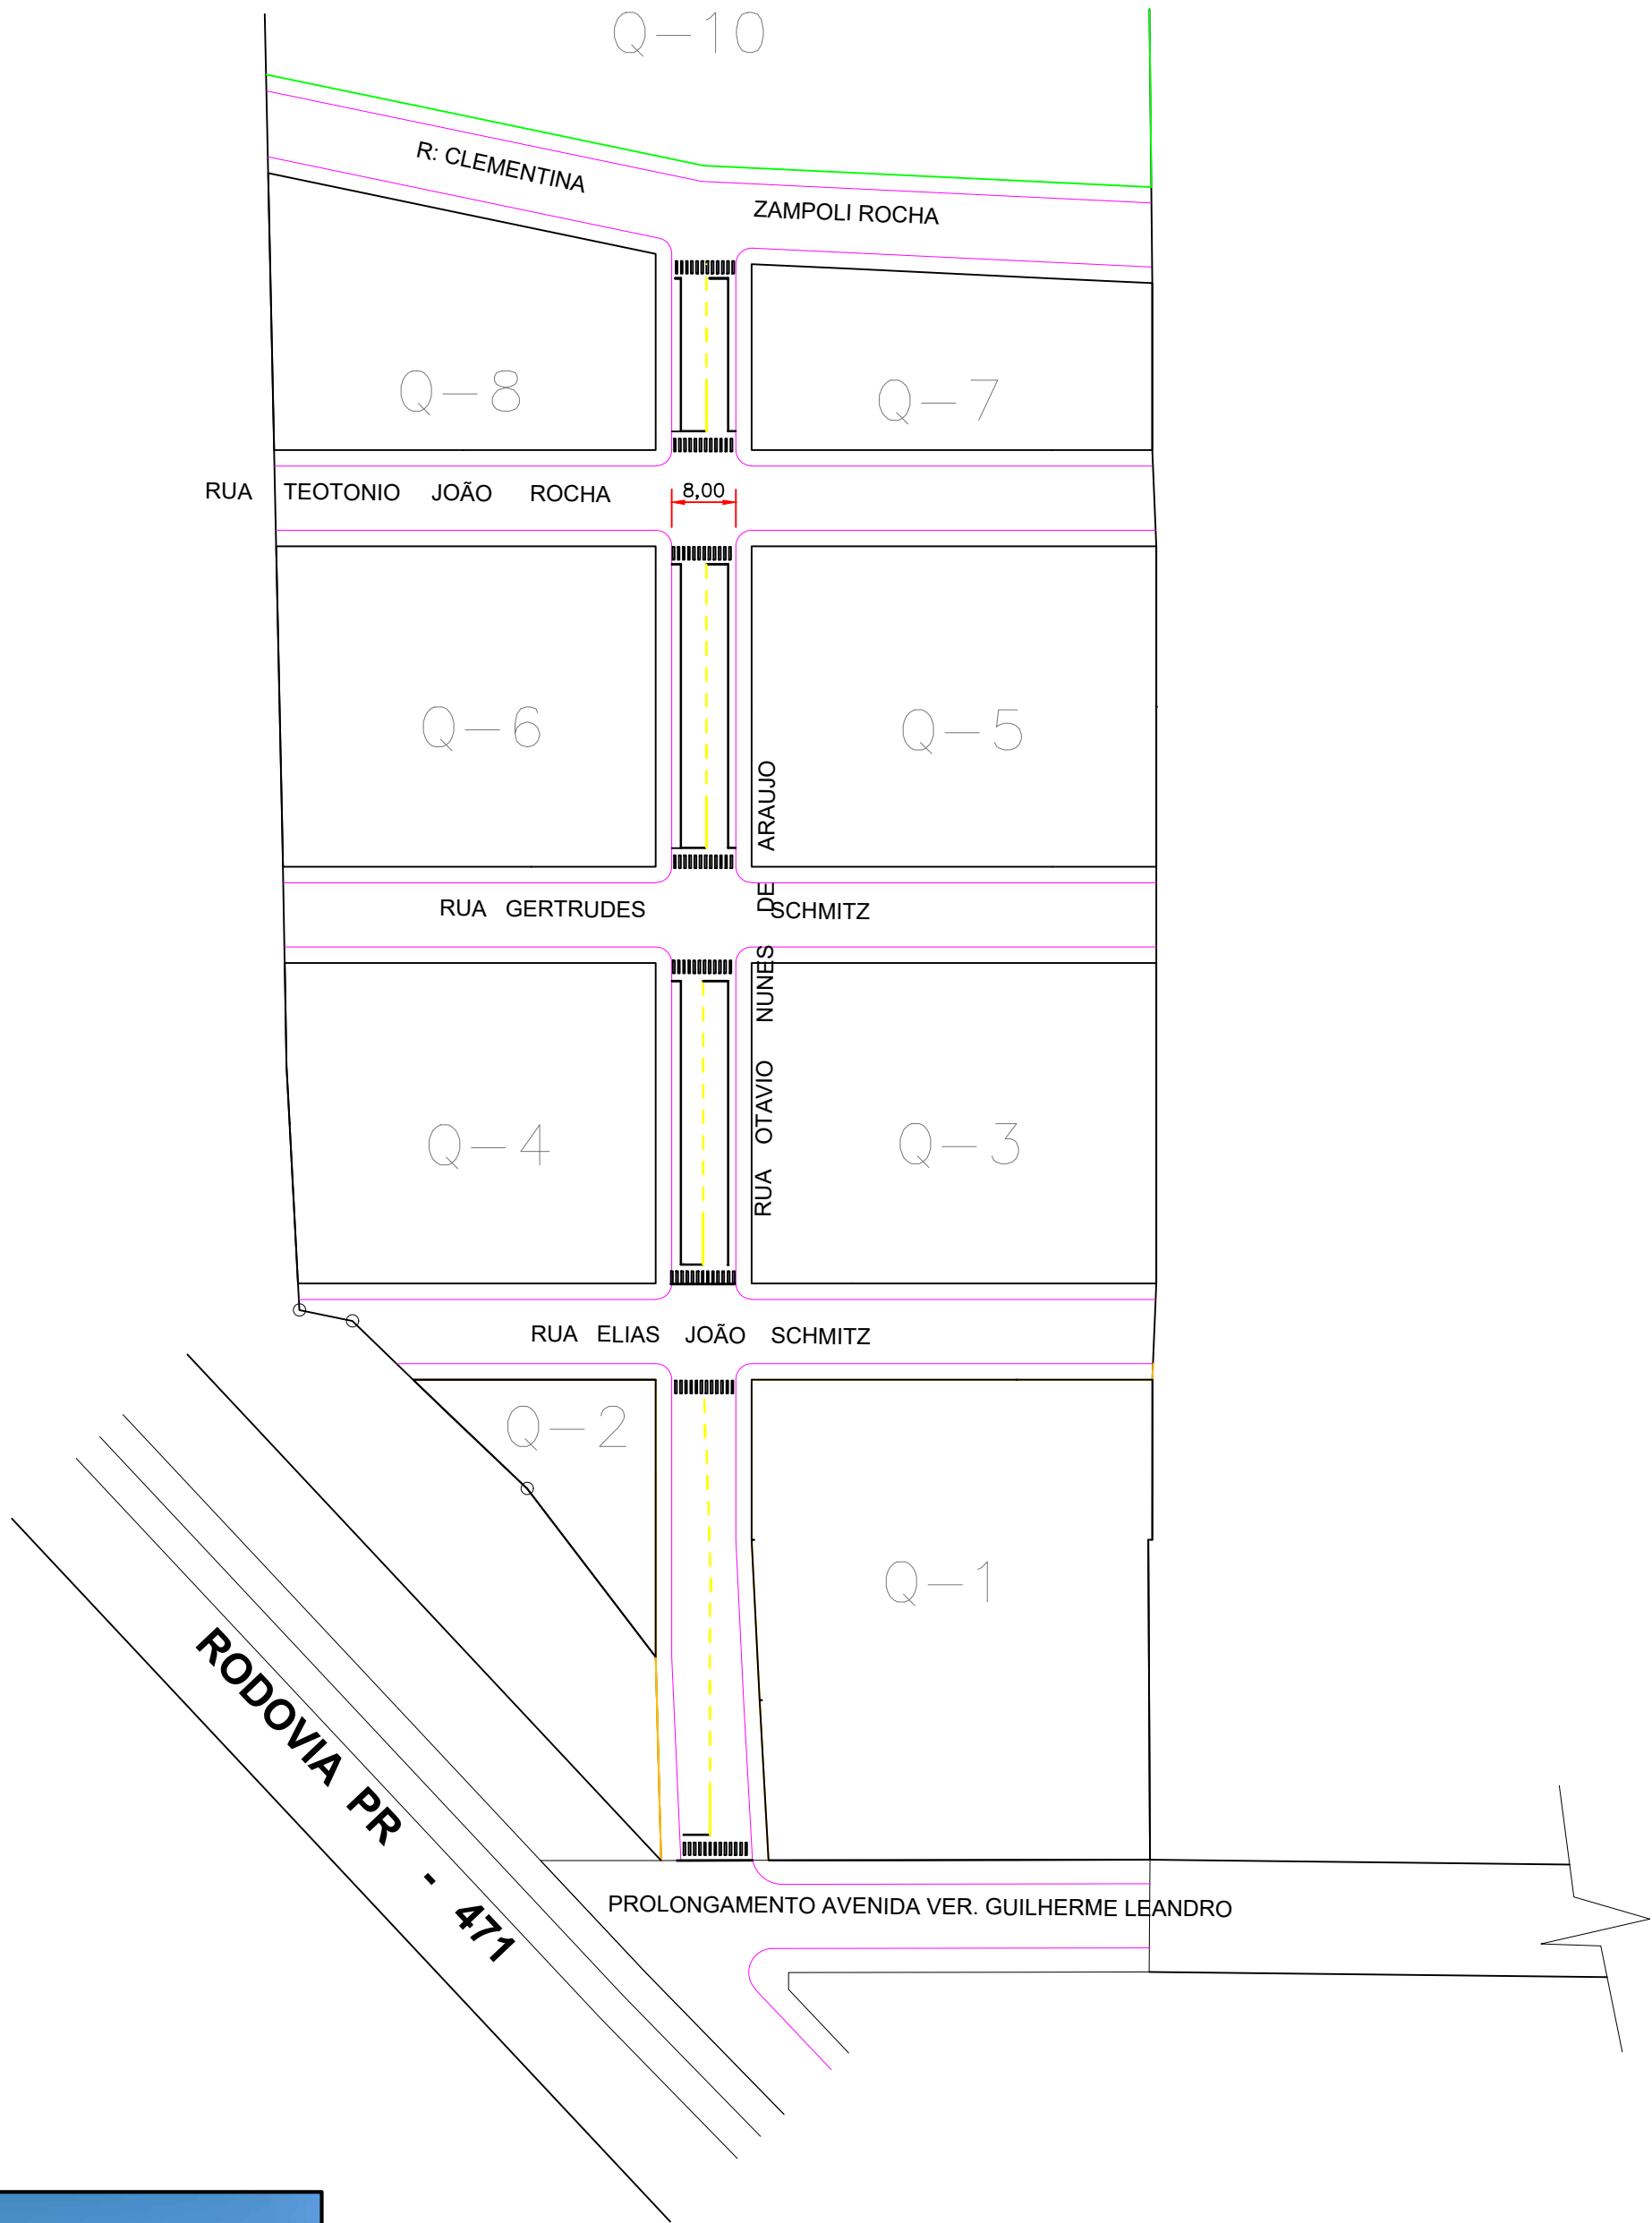 Q-10
R: CLEMENTINA
ZAMPOLI ROCHA
Q-8
Q-7
RUA TEOTONIO JOÃO ROCHA
8,00
Q-6
Q-5
RUA OTAVIO NUNES DE ARAUJO
RUA GERTRUDES SCHMITZ
Q-4
Q-3
RUA ELIAS JOÃO SCHMITZ
Q-2
Q-1
RODOVIA PR - 471
PROLONGAMENTO AVENIDA VER. GUILHERME LEANDRO